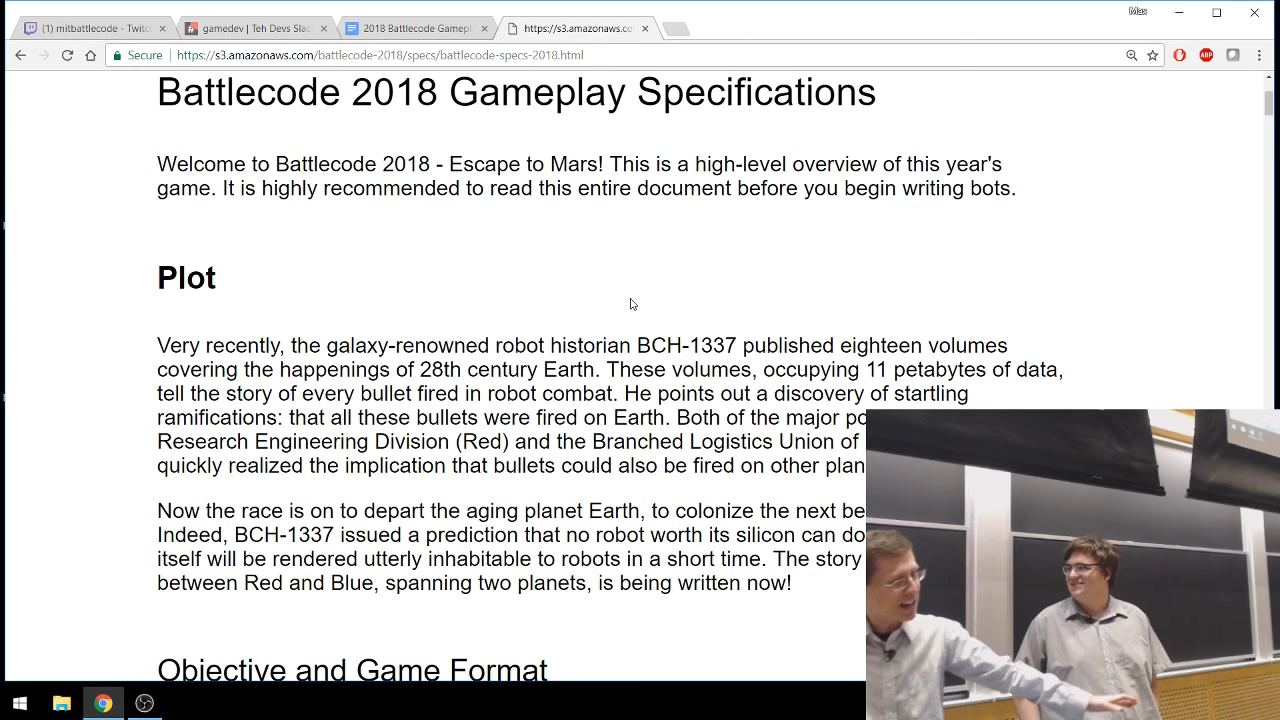 (1) mitbattlecode - Twitch
gamedev | Teh Devs Slac
2018 Battlecode Gamepl
https://s3.amazonaws.co
Max
Secure
https://s3.amazonaws.com/battlecode-2018/specs/battlecode-specs-2018.html
ABP
Battlecode 2018 Gameplay Specifications
Welcome to Battlecode 2018 - Escape to Mars! This is a high-level overview of this year's
game. It is highly recommended to read this entire document before you begin writing bots.
Plot
Very recently, the galaxy-renowned robot historian BCH-1337 published eighteen volumes
covering the happenings of 28th century Earth. These volumes, occupying 11 petabytes of data,
tell the story of every bullet fired in robot combat. He points out a discovery of startling
ramifications: that all these bullets were fired on Earth. Both of the major po
Research Engineering Division (Red) and the Branched Logistics Union of
quickly realized the implication that bullets could also be fired on other plan
Now the race is on to depart the aging planet Earth, to colonize the next be
Indeed, BCH-1337 issued a prediction that no robot worth its silicon can do
itself will be rendered utterly inhabitable to robots in a short time. The story
between Red and Blue, spanning two planets, is being written now!
Objective and Game Format